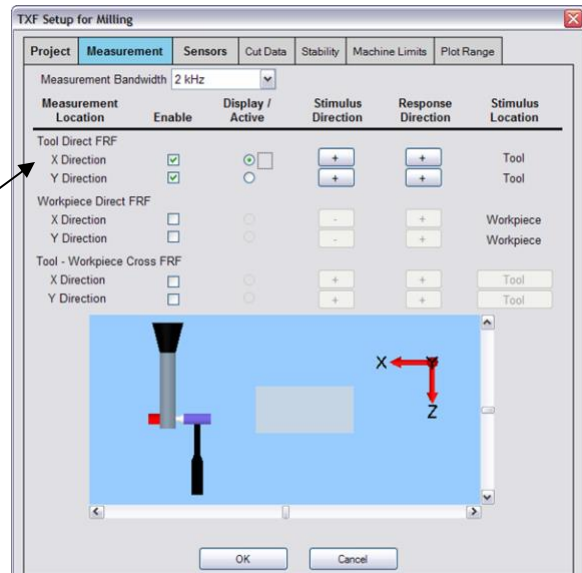 TXF Setup for Milling
Project Measurement Sensors Cut Data Stability Machine Limits Plot Range
Measurement Bandwidth 2 kHz
Measurement Location Enable Display / Active Stimulus Direction Response Direction Stimulus Location
Tool Direct FRF
X Direction + + Tool
Y Direction + + Tool
Workpiece Direct FRF
X Direction - + Workpiece
Y Direction - + Workpiece
Tool - Workpiece Cross FRF
X Direction + + Tool
Y Direction + + Tool
X Y
Z
OK Cancel